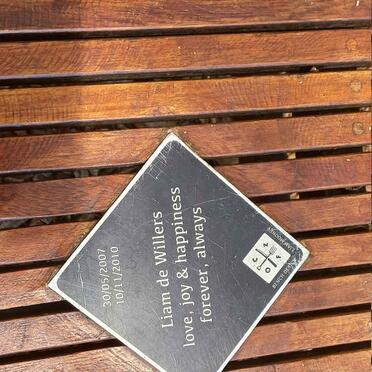 Liam de Willers
love, joy & happiness
forever, always
30/05/2007
10/11/2010